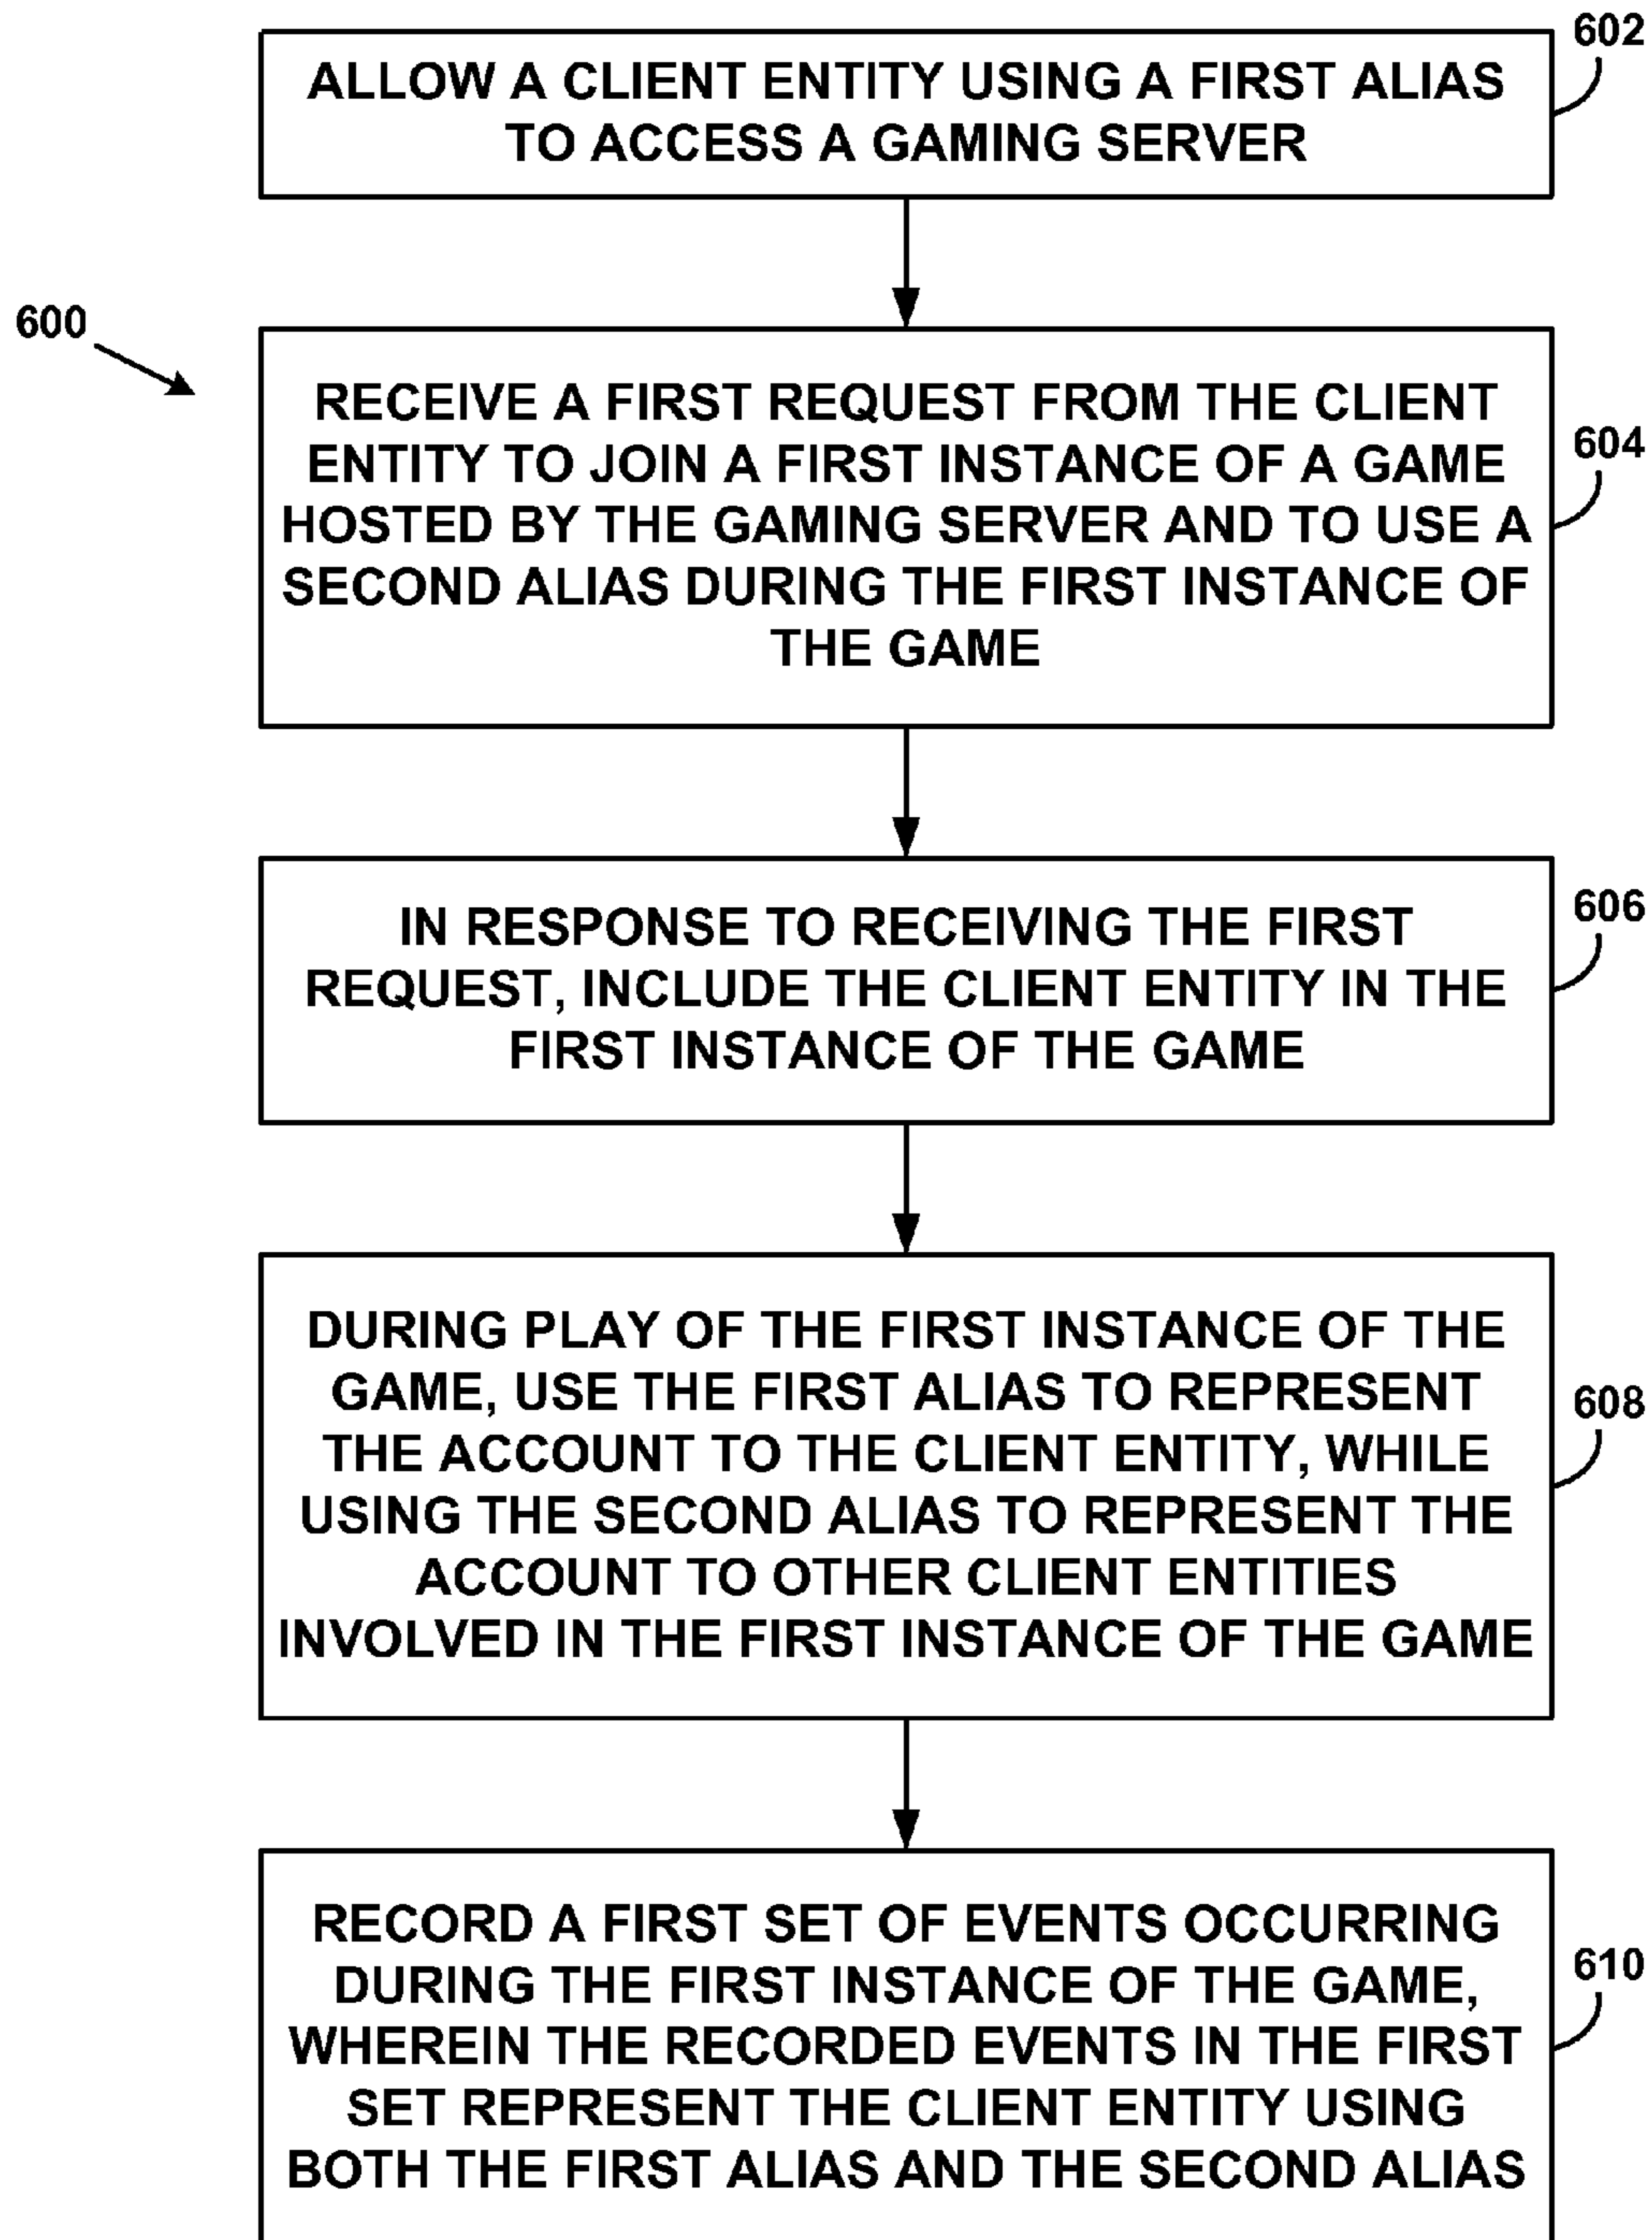 602
ALLOW A CLIENT ENTITY USING A FIRST ALIAS
TO ACCESS A GAMING SERVER
600
RECEIVE A FIRST REQUEST FROM THE CLIENT
ENTITY TO JOIN A FIRST INSTANCE OF A GAME
HOSTED BY THE GAMING SERVER AND TO USE A
SECOND ALIAS DURING THE FIRST INSTANCE OF
THE GAME
604
IN RESPONSE TO RECEIVING THE FIRST
REQUEST, INCLUDE THE CLIENT ENTITY IN THE
FIRST INSTANCE OF THE GAME
606
DURING PLAY OF THE FIRST INSTANCE OF THE
GAME, USE THE FIRST ALIAS TO REPRESENT
THE ACCOUNT TO THE CLIENT ENTITY, WHILE
USING THE SECOND ALIAS TO REPRESENT THE
ACCOUNT TO OTHER CLIENT ENTITIES
INVOLVED IN THE FIRST INSTANCE OF THE GAME
608
RECORD A FIRST SET OF EVENTS OCCURRING
DURING THE FIRST INSTANCE OF THE GAME,
WHEREIN THE RECORDED EVENTS IN THE FIRST
SET REPRESENT THE CLIENT ENTITY USING
BOTH THE FIRST ALIAS AND THE SECOND ALIAS
610